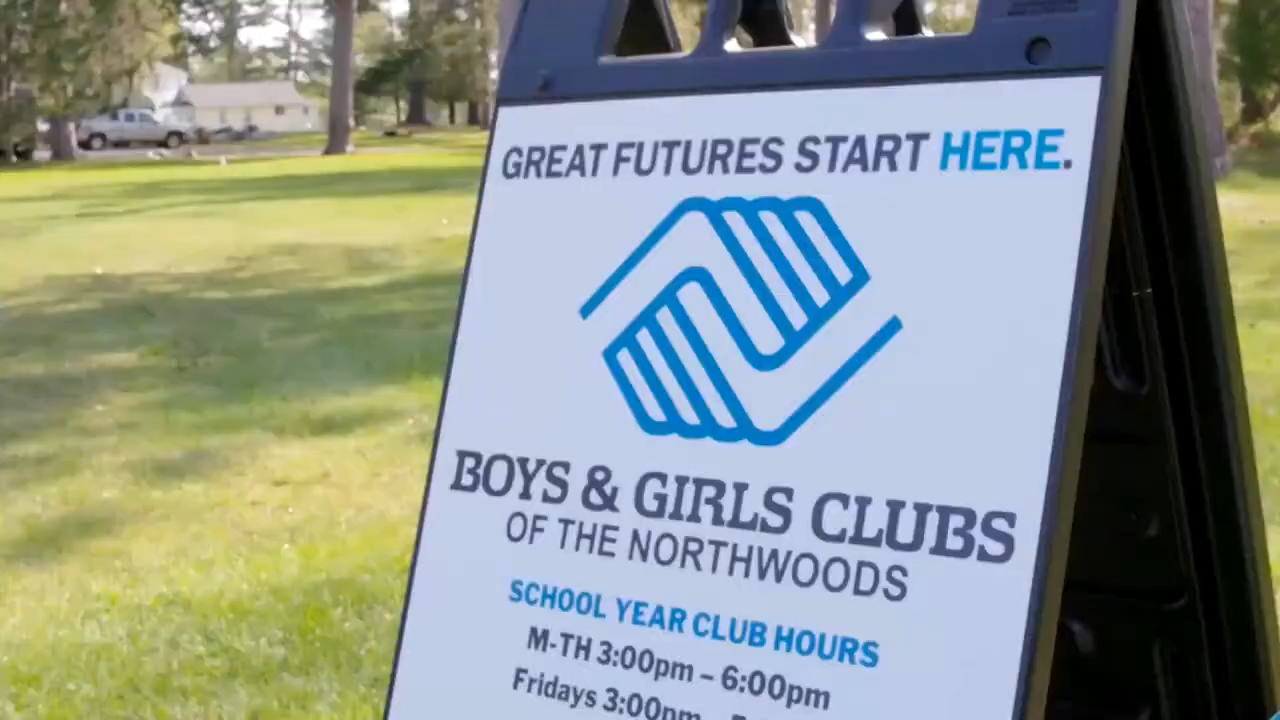 GREAT FUTURES START HERE.
BOYS & GIRLS CLUBS
OF THE NORTHWOODS
SCHOOL YEAR CLUB HOURS
M-TH 3:00pm – 6:00pm
Fridays 3:00pm –